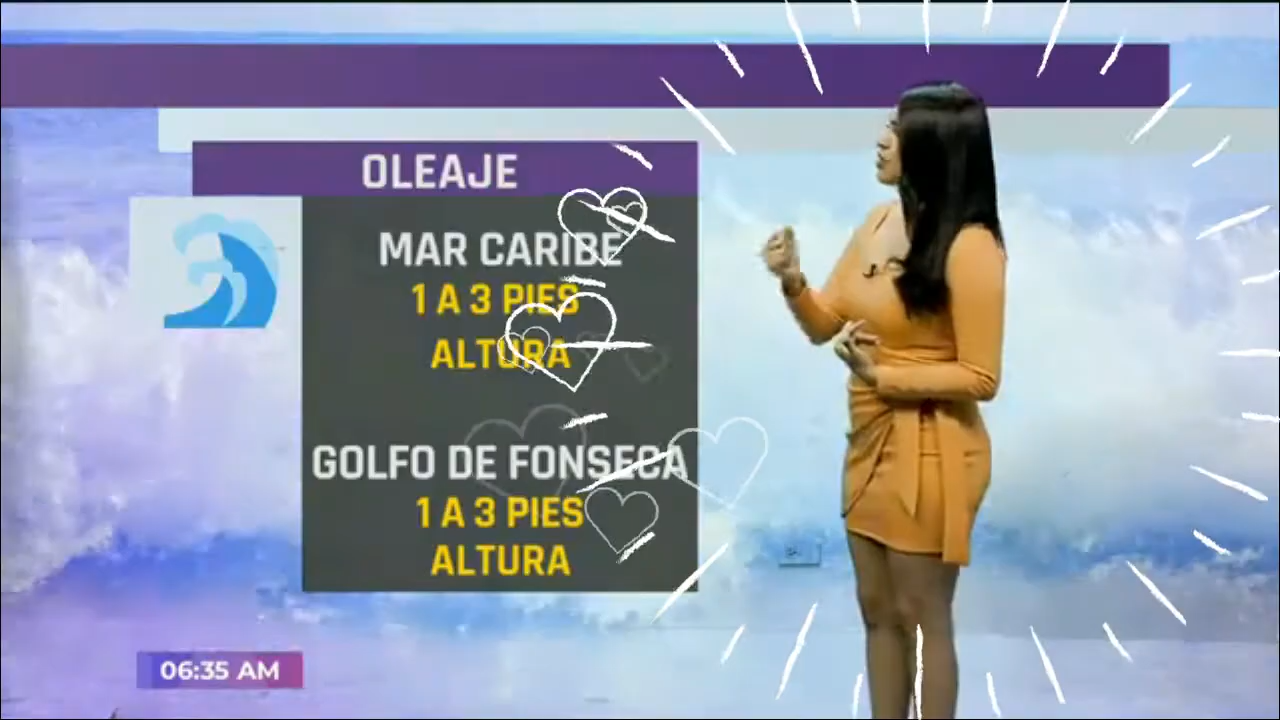 OLEAJE
MAR CARIBE
1 A 3 PIES
ALTURA
GOLFO DE FONSECA
1 A 3 PIES
ALTURA
06:35 AM